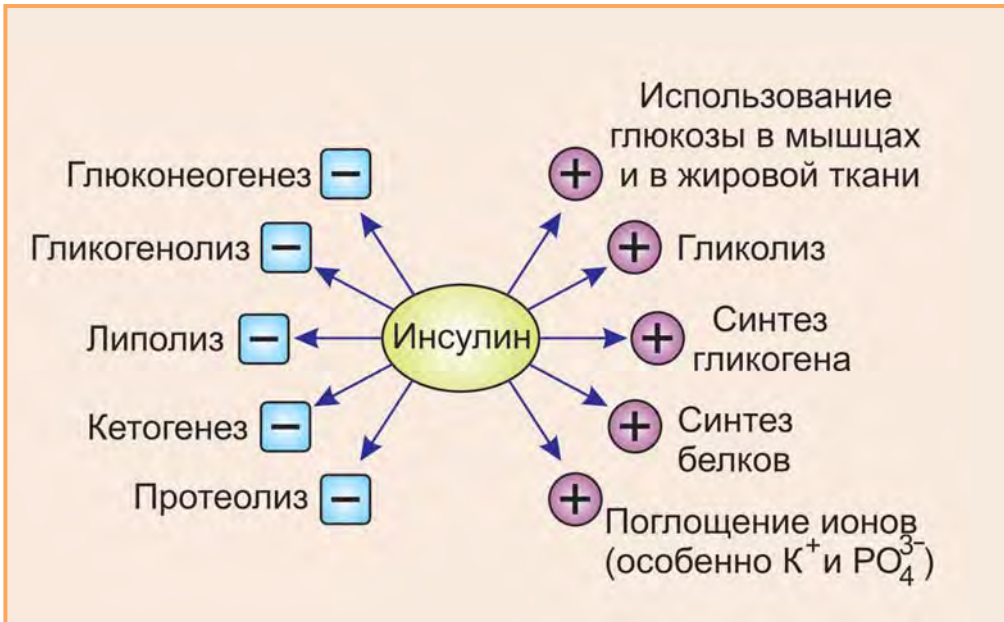 Глюконеогенез −
Гликогенолиз −
Липолиз −
Кетогенез −
Протеолиз −
Инсулин
Использование
глюкозы в мышцах
+ и в жировой ткани
+ Гликолиз
+ Синтез
гликогена
+ Синтез
белков
+ Поглощение ионов
(особенно K⁺ и PO₄³⁻)